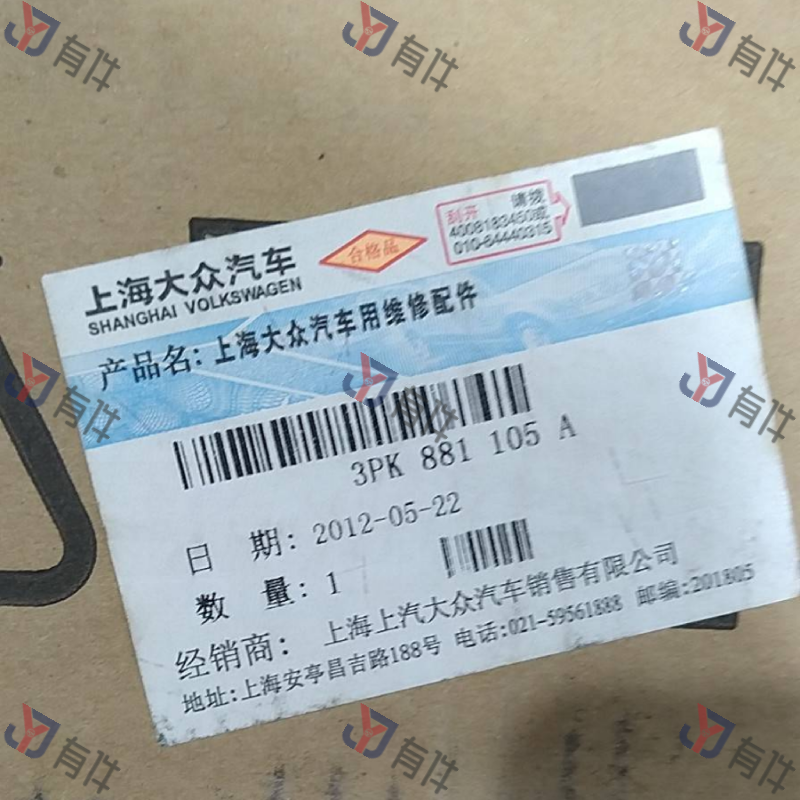 上海大众汽车
SHANGHAI VOLKSWAGEN
合格品
刮开 请拨
4008183450或
010-64440315
产品名: 上海大众汽车用维修配件
3PK 881 105 A
日 期: 2012-05-22
数 量: 1
经销商: 上海上汽大众汽车销售有限公司
地址:上海安亭昌吉路188号 电话:021-59561888 邮编:201805
有件
有件
有件
有件
有件
有件
有件
有件
有件